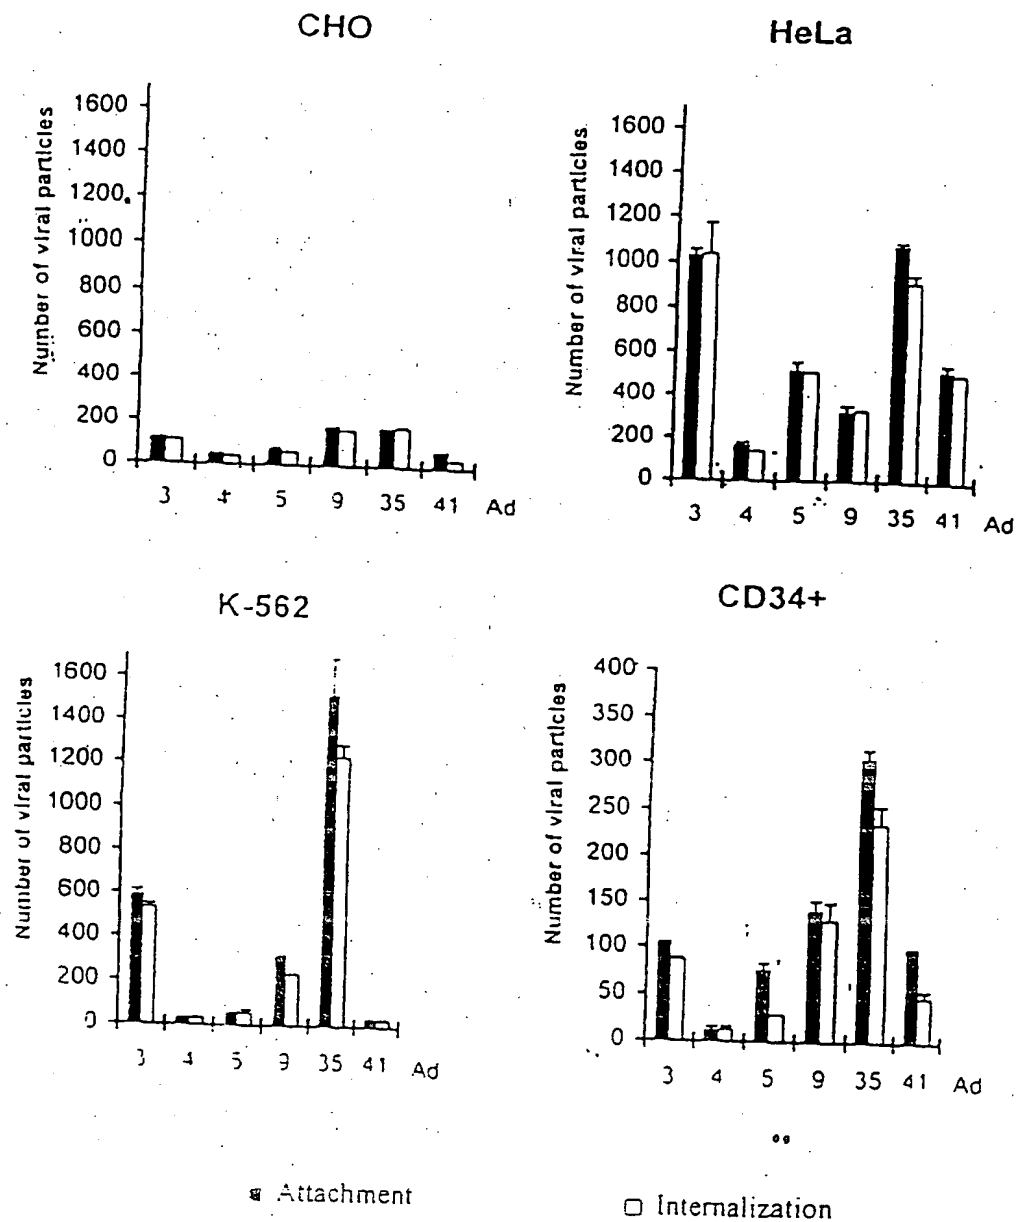 CHO
Number of viral particles
1600
1400
1200
1000
800
600
400
200
0
3 4 5 9 35 41 Ad
HeLa
Number of viral particles
1600
1400
1200
1000
800
600
400
200
0
3 4 5 9 35 41 Ad
K-562
Number of viral particles
1600
1400
1200
1000
800
600
400
200
0
3 4 5 9 35 41 Ad
CD34+
Number of viral particles
400
350
300
250
200
150
100
50
0
3 4 5 9 35 41 Ad
Attachment
Internalization